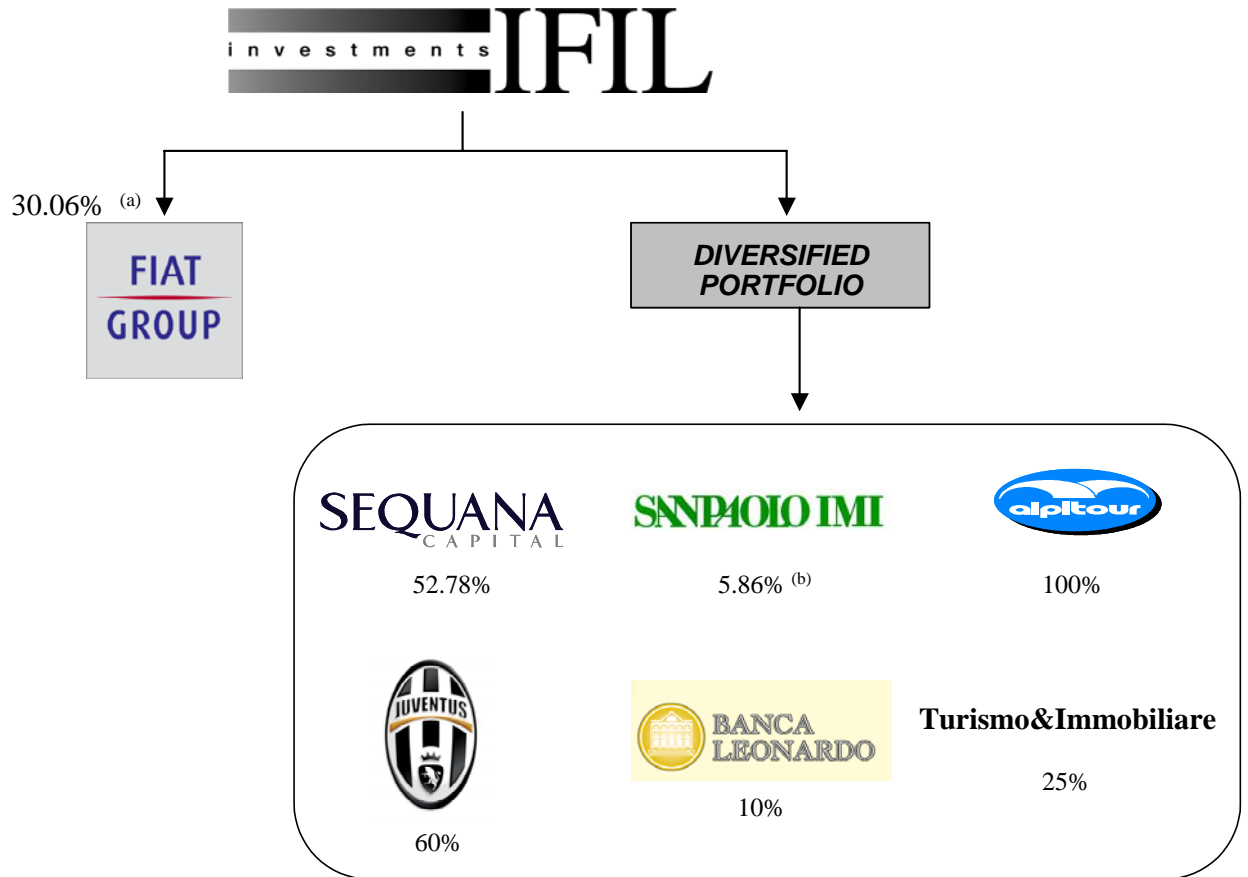 investments IFIL
30.06% (a)
FIAT
GROUP
DIVERSIFIED
PORTFOLIO
SEQUANA
CAPITAL
52.78%
SANPAOLO IMI
5.86% (b)
alpitour
100%
JUVENTUS
60%
BANCA
LEONARDO
10%
Turismo&Immobiliare
25%